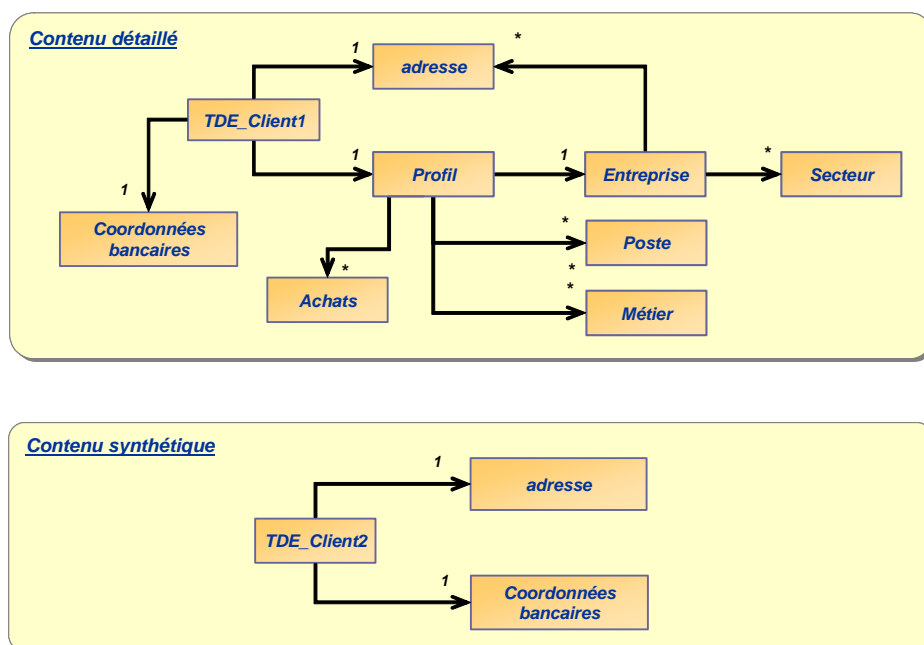 Contenu détaillé
*
1
adresse
TDE_Client1
1
1
*
Profil
Entreprise
Secteur
1
Coordonnées
bancaires
*
Poste
*
*
*
Achats
Métier
Contenu synthétique
1
adresse
TDE_Client2
1
Coordonnées
bancaires